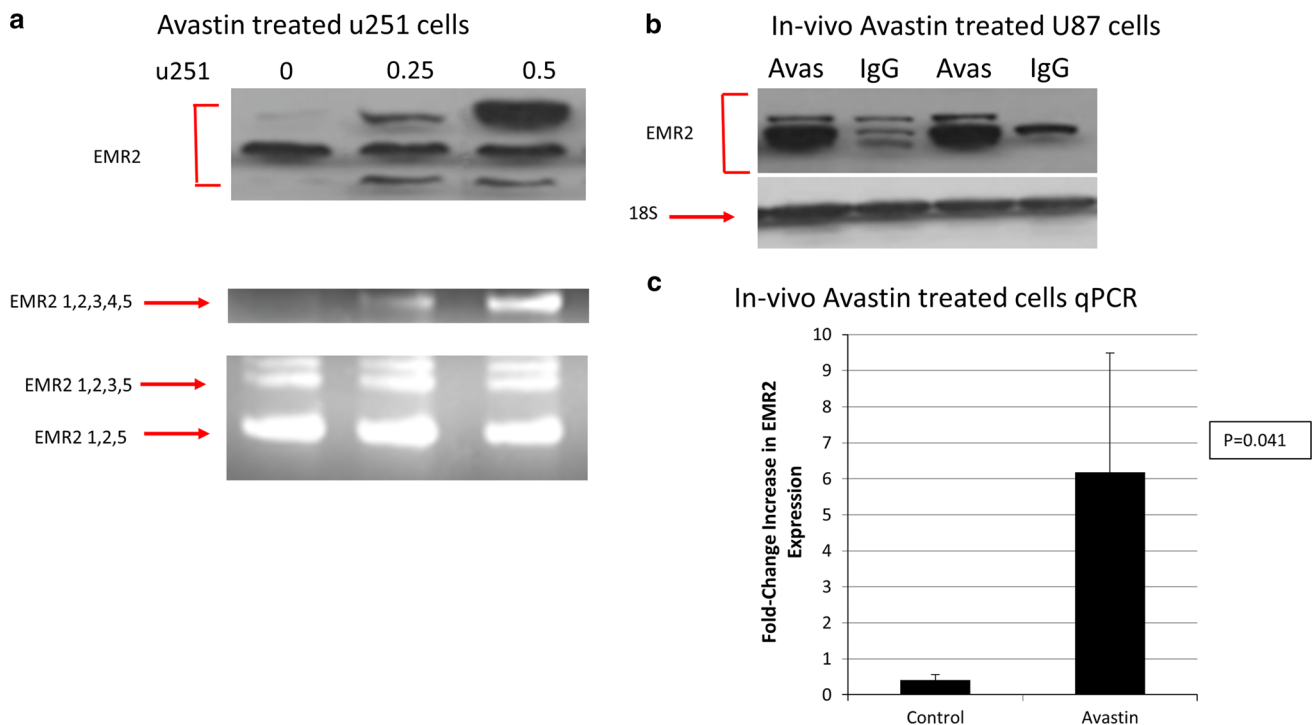 a
Avastin treated u251 cells
u251 0 0.25 0.5
EMR2
EMR2 1,2,3,4,5
EMR2 1,2,3,5
EMR2 1,2,5
b
In-vivo Avastin treated U87 cells
Avas IgG Avas IgG
EMR2
18S
c
In-vivo Avastin treated cells qPCR
Fold-Change Increase in EMR2
Expression
10
9
8
7
6
5
4
3
2
1
0
Control Avastin
P=0.041